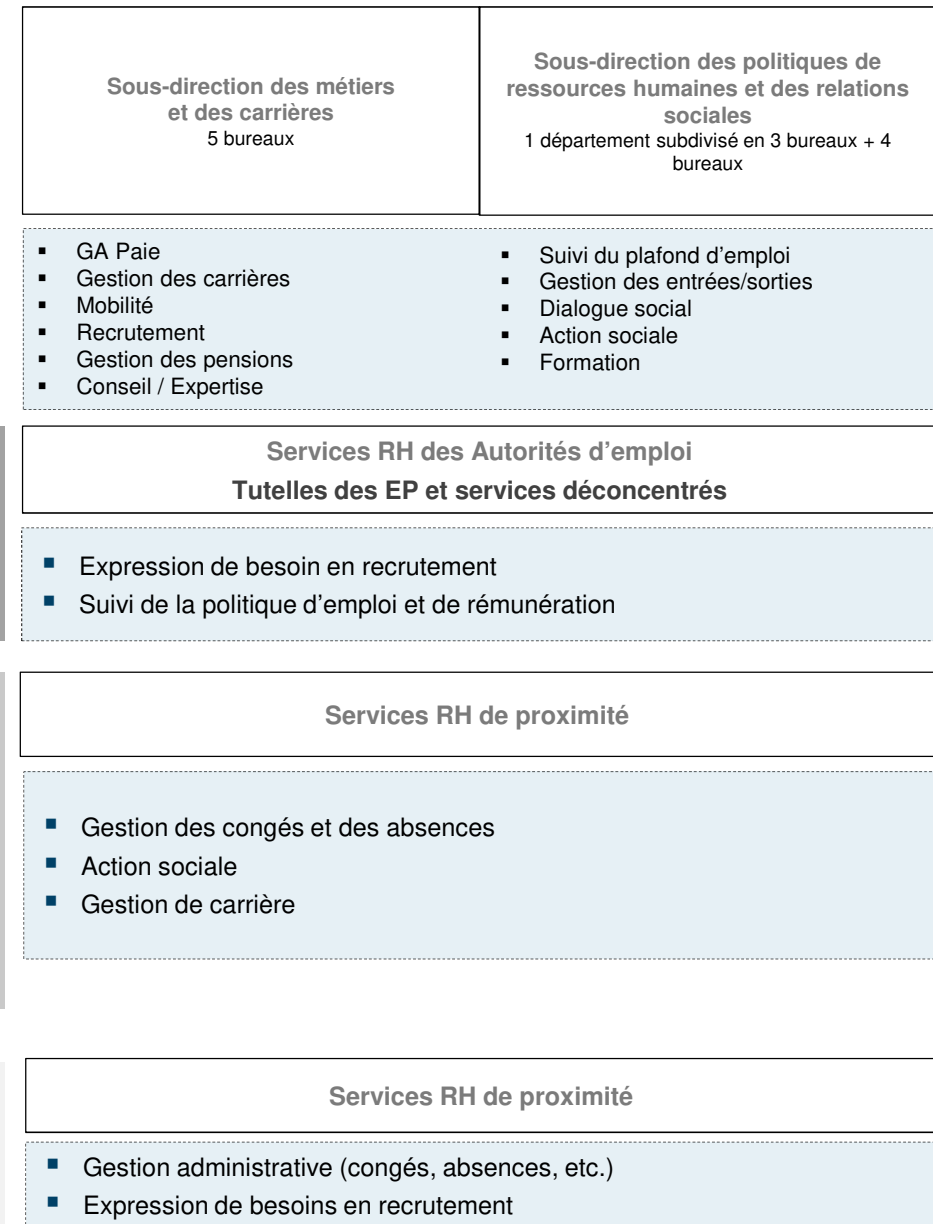 Sous-direction des métiers
et des carrières
5 bureaux
Sous-direction des politiques de
ressources humaines et des relations
sociales
1 département subdivisé en 3 bureaux + 4
bureaux
▪ GA Paie
▪ Gestion des carrières
▪ Mobilité
▪ Recrutement
▪ Gestion des pensions
▪ Conseil / Expertise
▪ Suivi du plafond d'emploi
▪ Gestion des entrées/sorties
▪ Dialogue social
▪ Action sociale
▪ Formation
Services RH des Autorités d'emploi
Tutelles des EP et services déconcentrés
▪ Expression de besoin en recrutement
▪ Suivi de la politique d'emploi et de rémunération
Services RH de proximité
▪ Gestion des congés et des absences
▪ Action sociale
▪ Gestion de carrière
Services RH de proximité
▪ Gestion administrative (congés, absences, etc.)
▪ Expression de besoins en recrutement